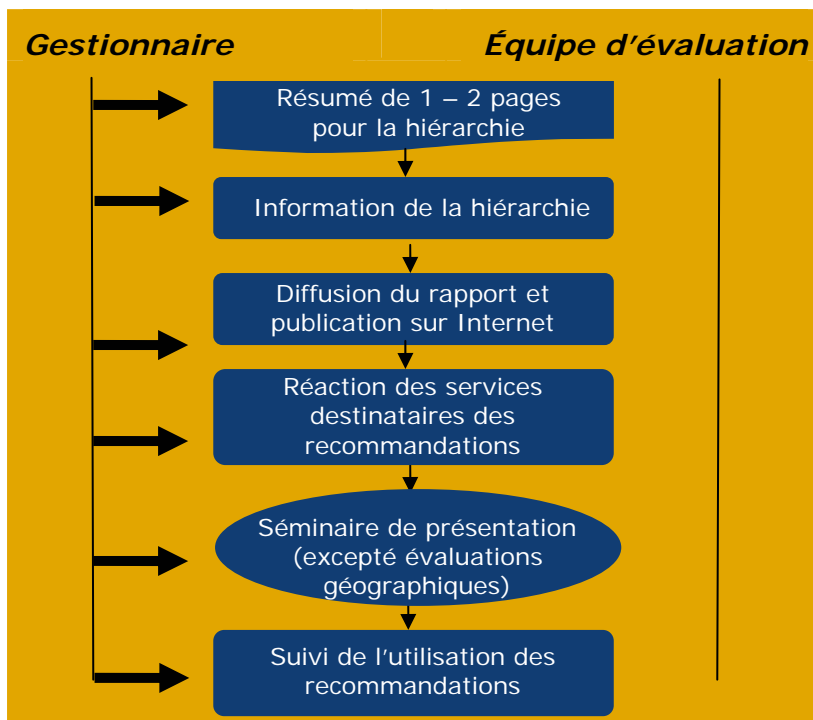 Gestionnaire
Équipe d'évaluation
Résumé de 1 – 2 pages
pour la hiérarchie
Information de la hiérarchie
Diffusion du rapport et
publication sur Internet
Réaction des services
destinataires des
recommandations
Séminaire de présentation
(excepté évaluations
géographiques)
Suivi de l'utilisation des
recommandations